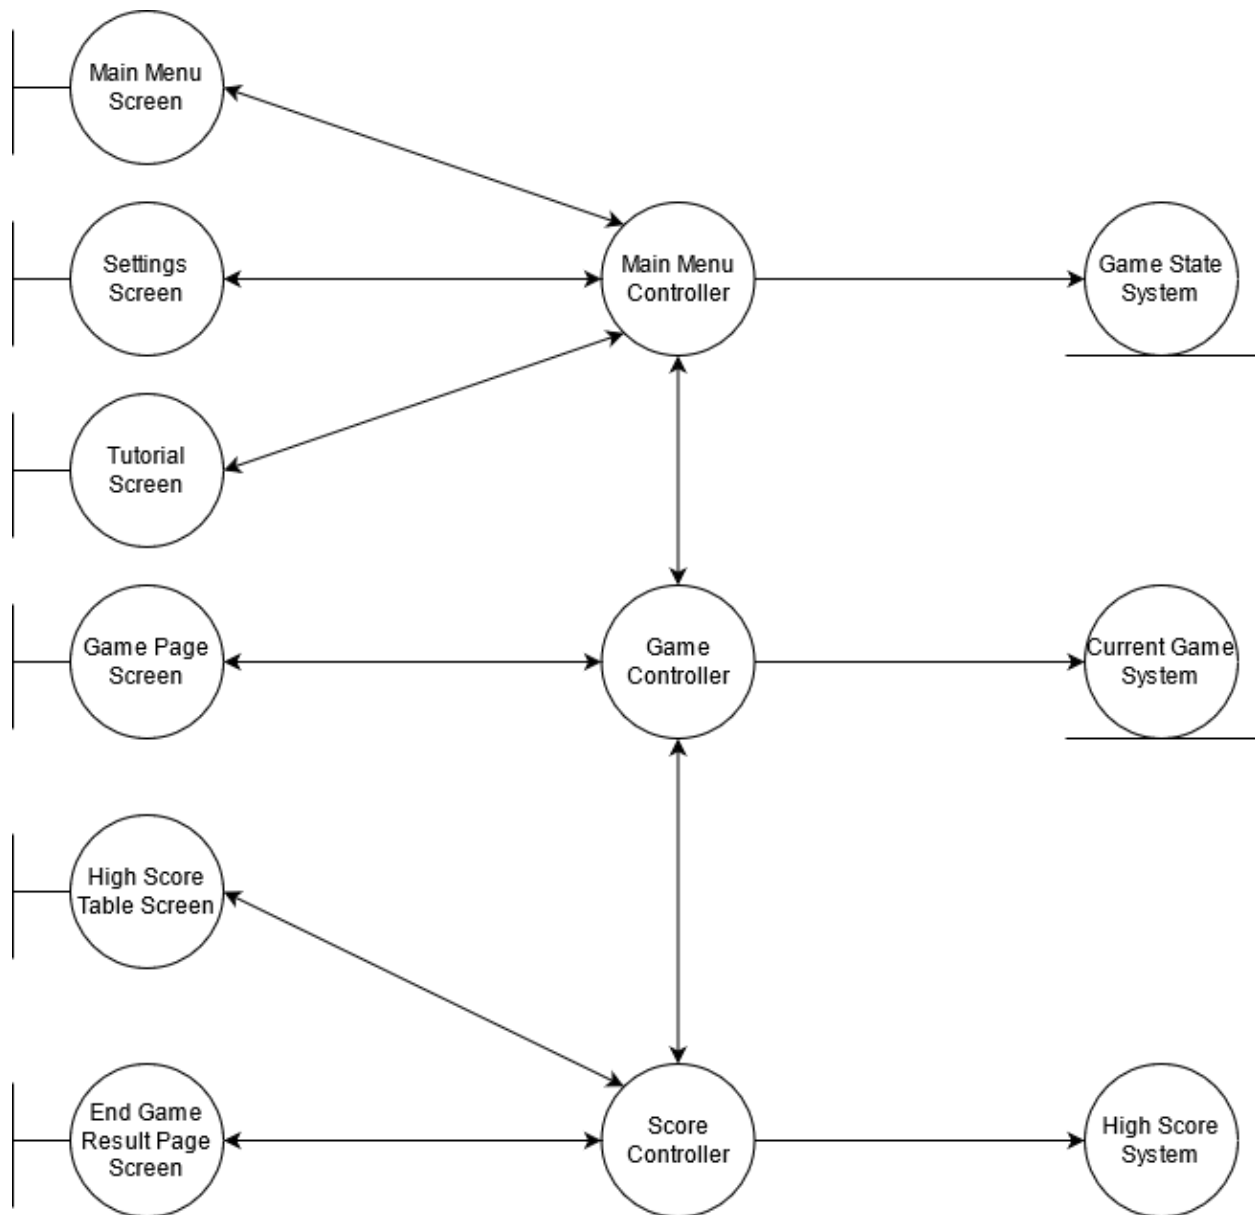 Main Menu
Screen
Settings
Screen
Main Menu
Controller
Game State
System
Tutorial
Screen
Game Page
Screen
Game
Controller
Current Game
System
High Score
Table Screen
End Game
Result Page
Screen
Score
Controller
High Score
System